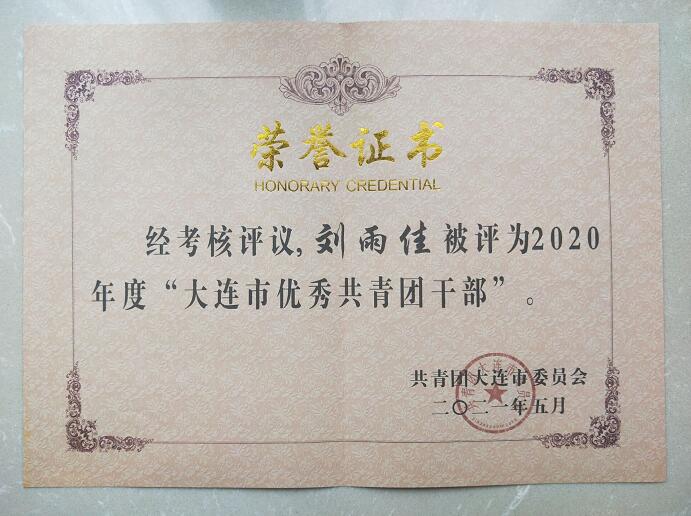 荣誉证书
HONORARY CREDENTIAL
经考核评议,刘雨佳被评为2020
年度“大连市优秀共青团干部”。
共青团大连市委员会
二〇二一年五月